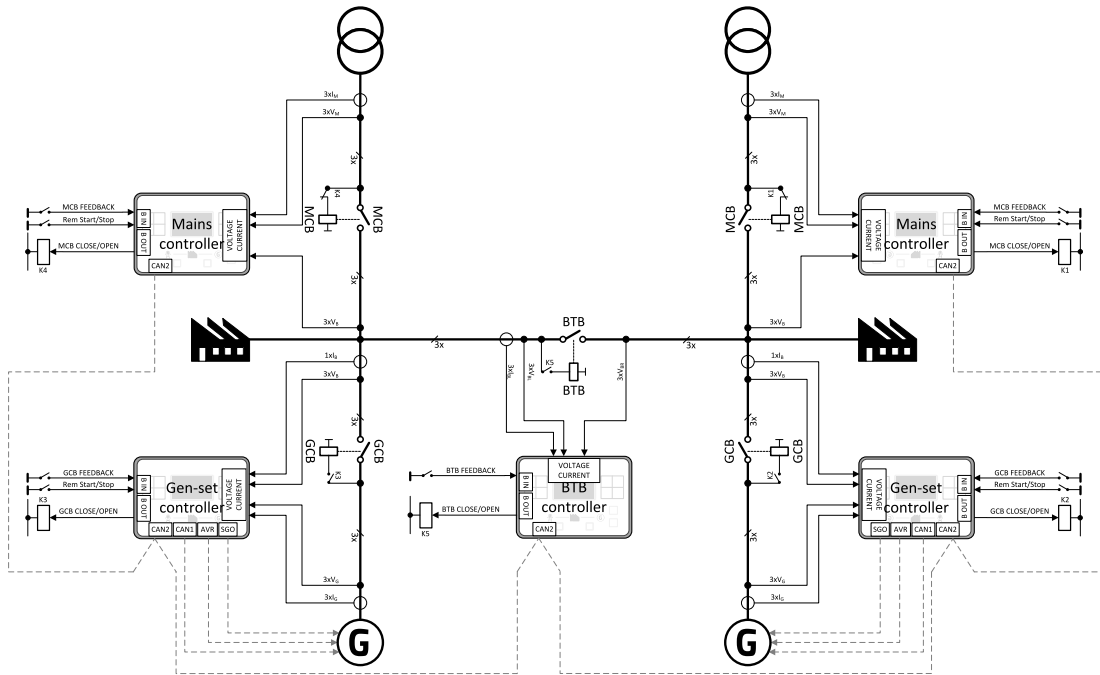 3xI_M
3xI_M
3xV_M
3xV_M
3x
3x
K4
K1
MCB
MCB
MCB
MCB
MCB FEEDBACK
Rem Start/Stop
MCB CLOSE/OPEN
K4
B IN
B OUT
Mains
controller
VOLTAGE
CURRENT
CAN2
VOLTAGE
CURRENT
Mains
controller
B IN
B OUT
CAN2
MCB FEEDBACK
Rem Start/Stop
MCB CLOSE/OPEN
K1
3x
3x
3xV_B
3xV_B
BTB
3x
3x
K5
BTB
3xI_BL
3xV_BL
3xV_BR
1xI_B
1xI_B
3xV_B
3xV_B
3x
3x
GCB
GCB
GCB
GCB
K3
K2
GCB FEEDBACK
Rem Start/Stop
K3
GCB CLOSE/OPEN
B IN
B OUT
Gen-set
controller
VOLTAGE
CURRENT
CAN2
CAN1
AVR
SGO
BTB FEEDBACK
BTB CLOSE/OPEN
K5
VOLTAGE
CURRENT
B IN
B OUT
BTB
controller
CAN2
VOLTAGE
CURRENT
Gen-set
controller
B IN
B OUT
SGO
AVR
CAN1
CAN2
GCB FEEDBACK
Rem Start/Stop
K2
GCB CLOSE/OPEN
3x
3x
3xV_G
3xV_G
3xI_G
3xI_G
G
G